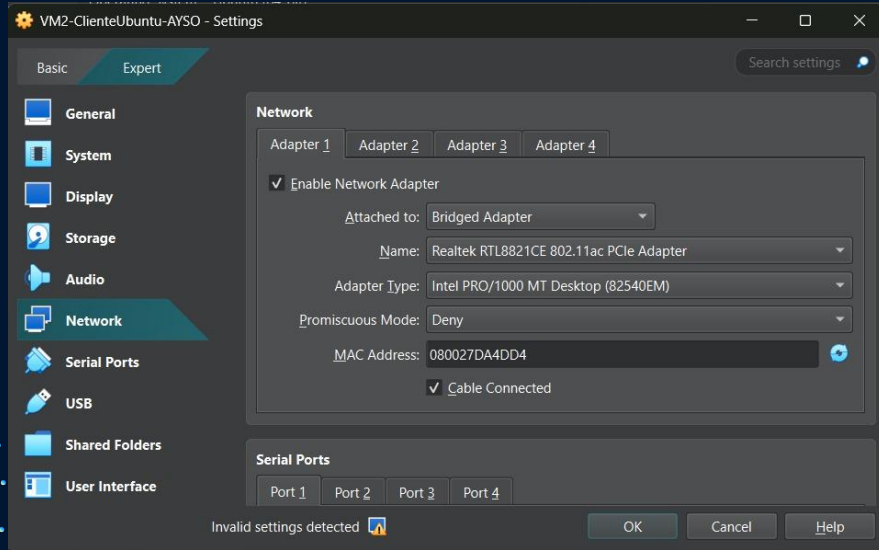 VM2-ClienteUbuntu-AYSO - Settings
Basic Expert Search settings
General
System
Display
Storage
Audio
Network
Serial Ports
USB
Shared Folders
User Interface
Network
Adapter 1 Adapter 2 Adapter 3 Adapter 4
Enable Network Adapter
Attached to: Bridged Adapter
Name: Realtek RTL8821CE 802.11ac PCIe Adapter
Adapter Type: Intel PRO/1000 MT Desktop (82540EM)
Promiscuous Mode: Deny
MAC Address: 080027DA4DD4
Cable Connected
Serial Ports
Port 1 Port 2 Port 3 Port 4
Invalid settings detected OK Cancel Help